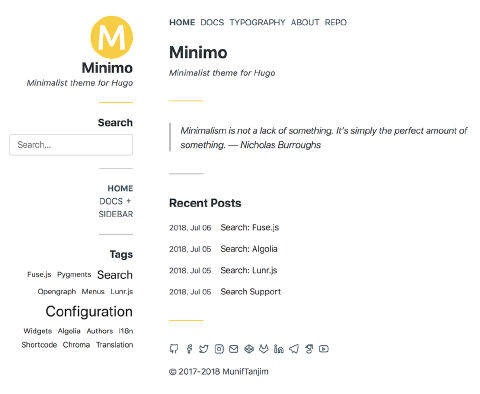 M
Minimo
Minimalist theme for Hugo
Search
Search...
HOME
DOCS +
SIDEBAR
Tags
Fuse.js Pygments Search
Opengraph Menus Lunr.js
Configuration
Widgets Algolia Authors I18n
Shortcode Chroma Translation
HOME DOCS TYPOGRAPHY ABOUT REPO
Minimo
Minimalist theme for Hugo
Minimalism is not a lack of something. It's simply the perfect amount of
something. — Nicholas Burroughs
Recent Posts
2018, Jul 06 Search: Fuse.js
2018, Jul 05 Search: Algolia
2018, Jul 05 Search: Lunr.js
2018, Jul 05 Search Support
© 2017-2018 MunifTanjim